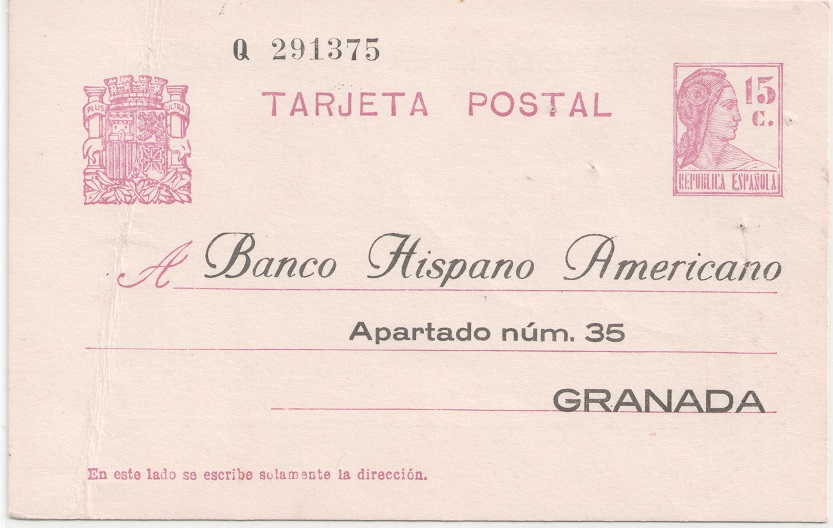 Q 291375
PLUS ULTRA
TARJETA POSTAL
15 C.
REPUBLICA ESPAÑOLA
A Banco Hispano Americano
Apartado núm. 35
GRANADA
En este lado se escribe solamente la dirección.